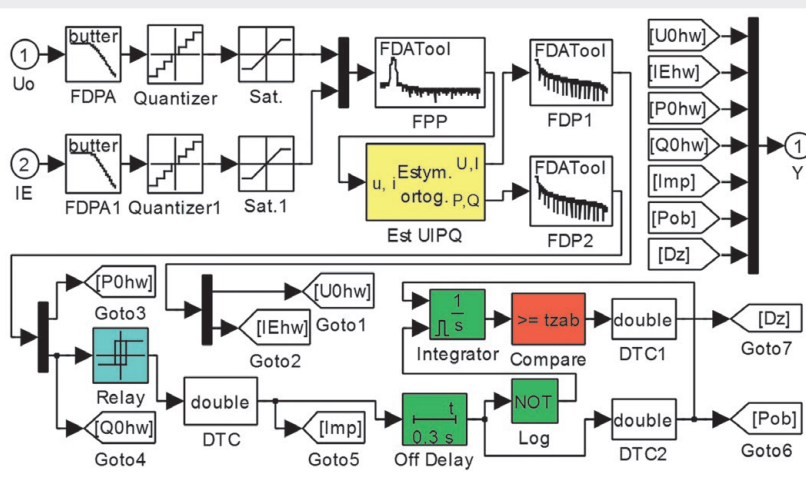 1
Uo
butter
FDPA
Quantizer
Sat.
FDATool
FPP
FDATool
FDP1
2
IE
butter
FDPA1
Quantizer1
Sat.1
u, i
Estym.
ortog.
U,I
P,Q
Est UIPQ
FDATool
FDP2
[U0hw]
[IEhw]
[P0hw]
[Q0hw]
[Imp]
[Pob]
[Dz]
1
Y
[P0hw]
Goto3
[U0hw]
Goto1
[IEhw]
Goto2
Relay
[Q0hw]
Goto4
double
DTC
[Imp]
Goto5
1
s
Integrator
>= tzab
Compare
double
DTC1
[Dz]
Goto7
t
0.3 s
Off Delay
NOT
Log
double
DTC2
[Pob]
Goto6